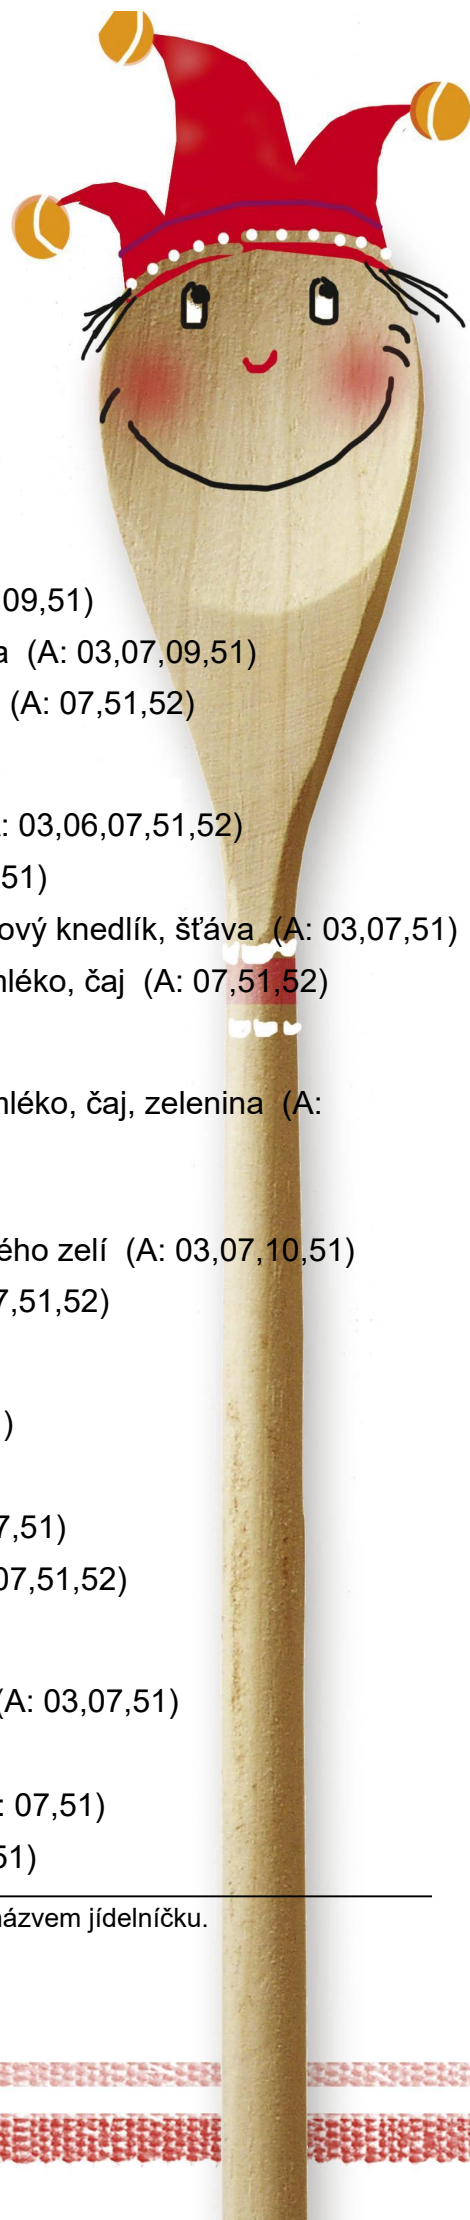 09,51)
(A: 03,07,09,51)
(A: 07,51,52)
: 03,06,07,51,52)
51)
ový knedlík, šťáva (A: 03,07,51)
mléko, čaj (A: 07,51,52)
mléko, čaj, zelenina (A:
ého zelí (A: 03,07,10,51)
7,51,52)
)
7,51)
07,51,52)
(A: 03,07,51)
: 07,51)
51)
názvem jídelníčku.